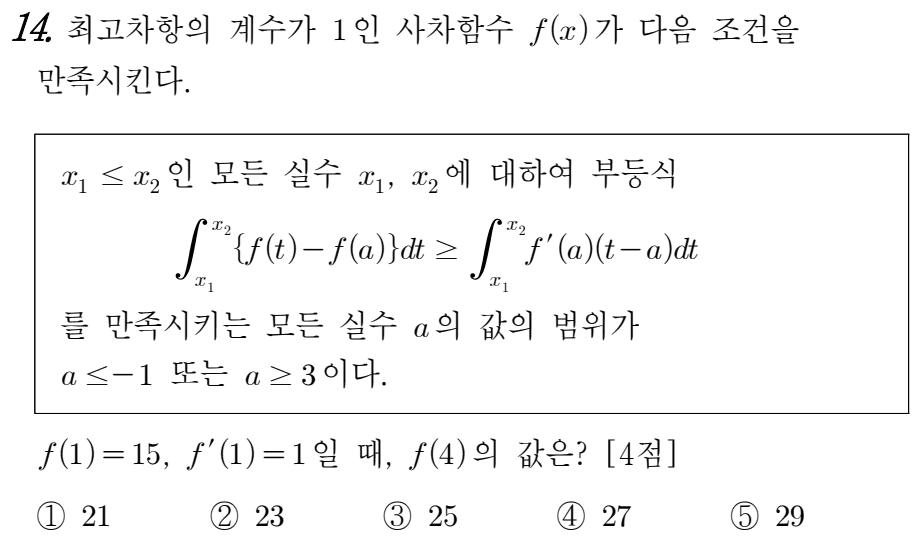 14. 최고차항의 계수가 1인 사차함수 f(x)가 다음 조건을
만족시킨다.
x₁ ≤ x₂인 모든 실수 x₁, x₂에 대하여 부등식
∫_{x₁}^{x₂}{f(t)−f(a)}dt ≥ ∫_{x₁}^{x₂}f′(a)(t−a)dt
를 만족시키는 모든 실수 a의 값의 범위가
a ≤ −1 또는 a ≥ 3이다.
f(1)=15, f′(1)=1일 때, f(4)의 값은? [4점]
① 21 ② 23 ③ 25 ④ 27 ⑤ 29